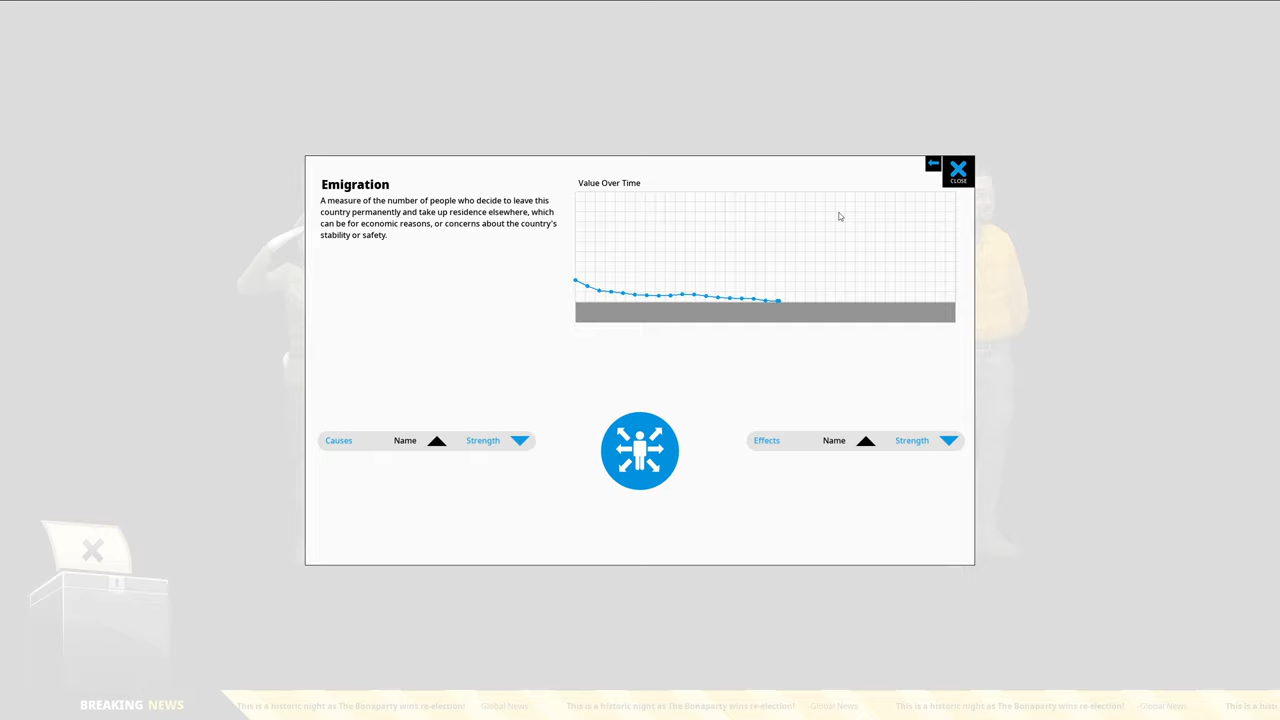 CLOSE
Emigration
A measure of the number of people who decide to leave this
country permanently and take up residence elsewhere, which
can be for economic reasons, or concerns about the country's
stability or safety.
Value Over Time
Causes Name Strength
Effects Name Strength
BREAKING NEWS
This is a historic night as The Bonaparty wins re-election! -Global News This is a historic night as The Bonaparty wins re-election! -Global News This is a historic night as The Bonaparty wins re-election! -Global News This is a histo